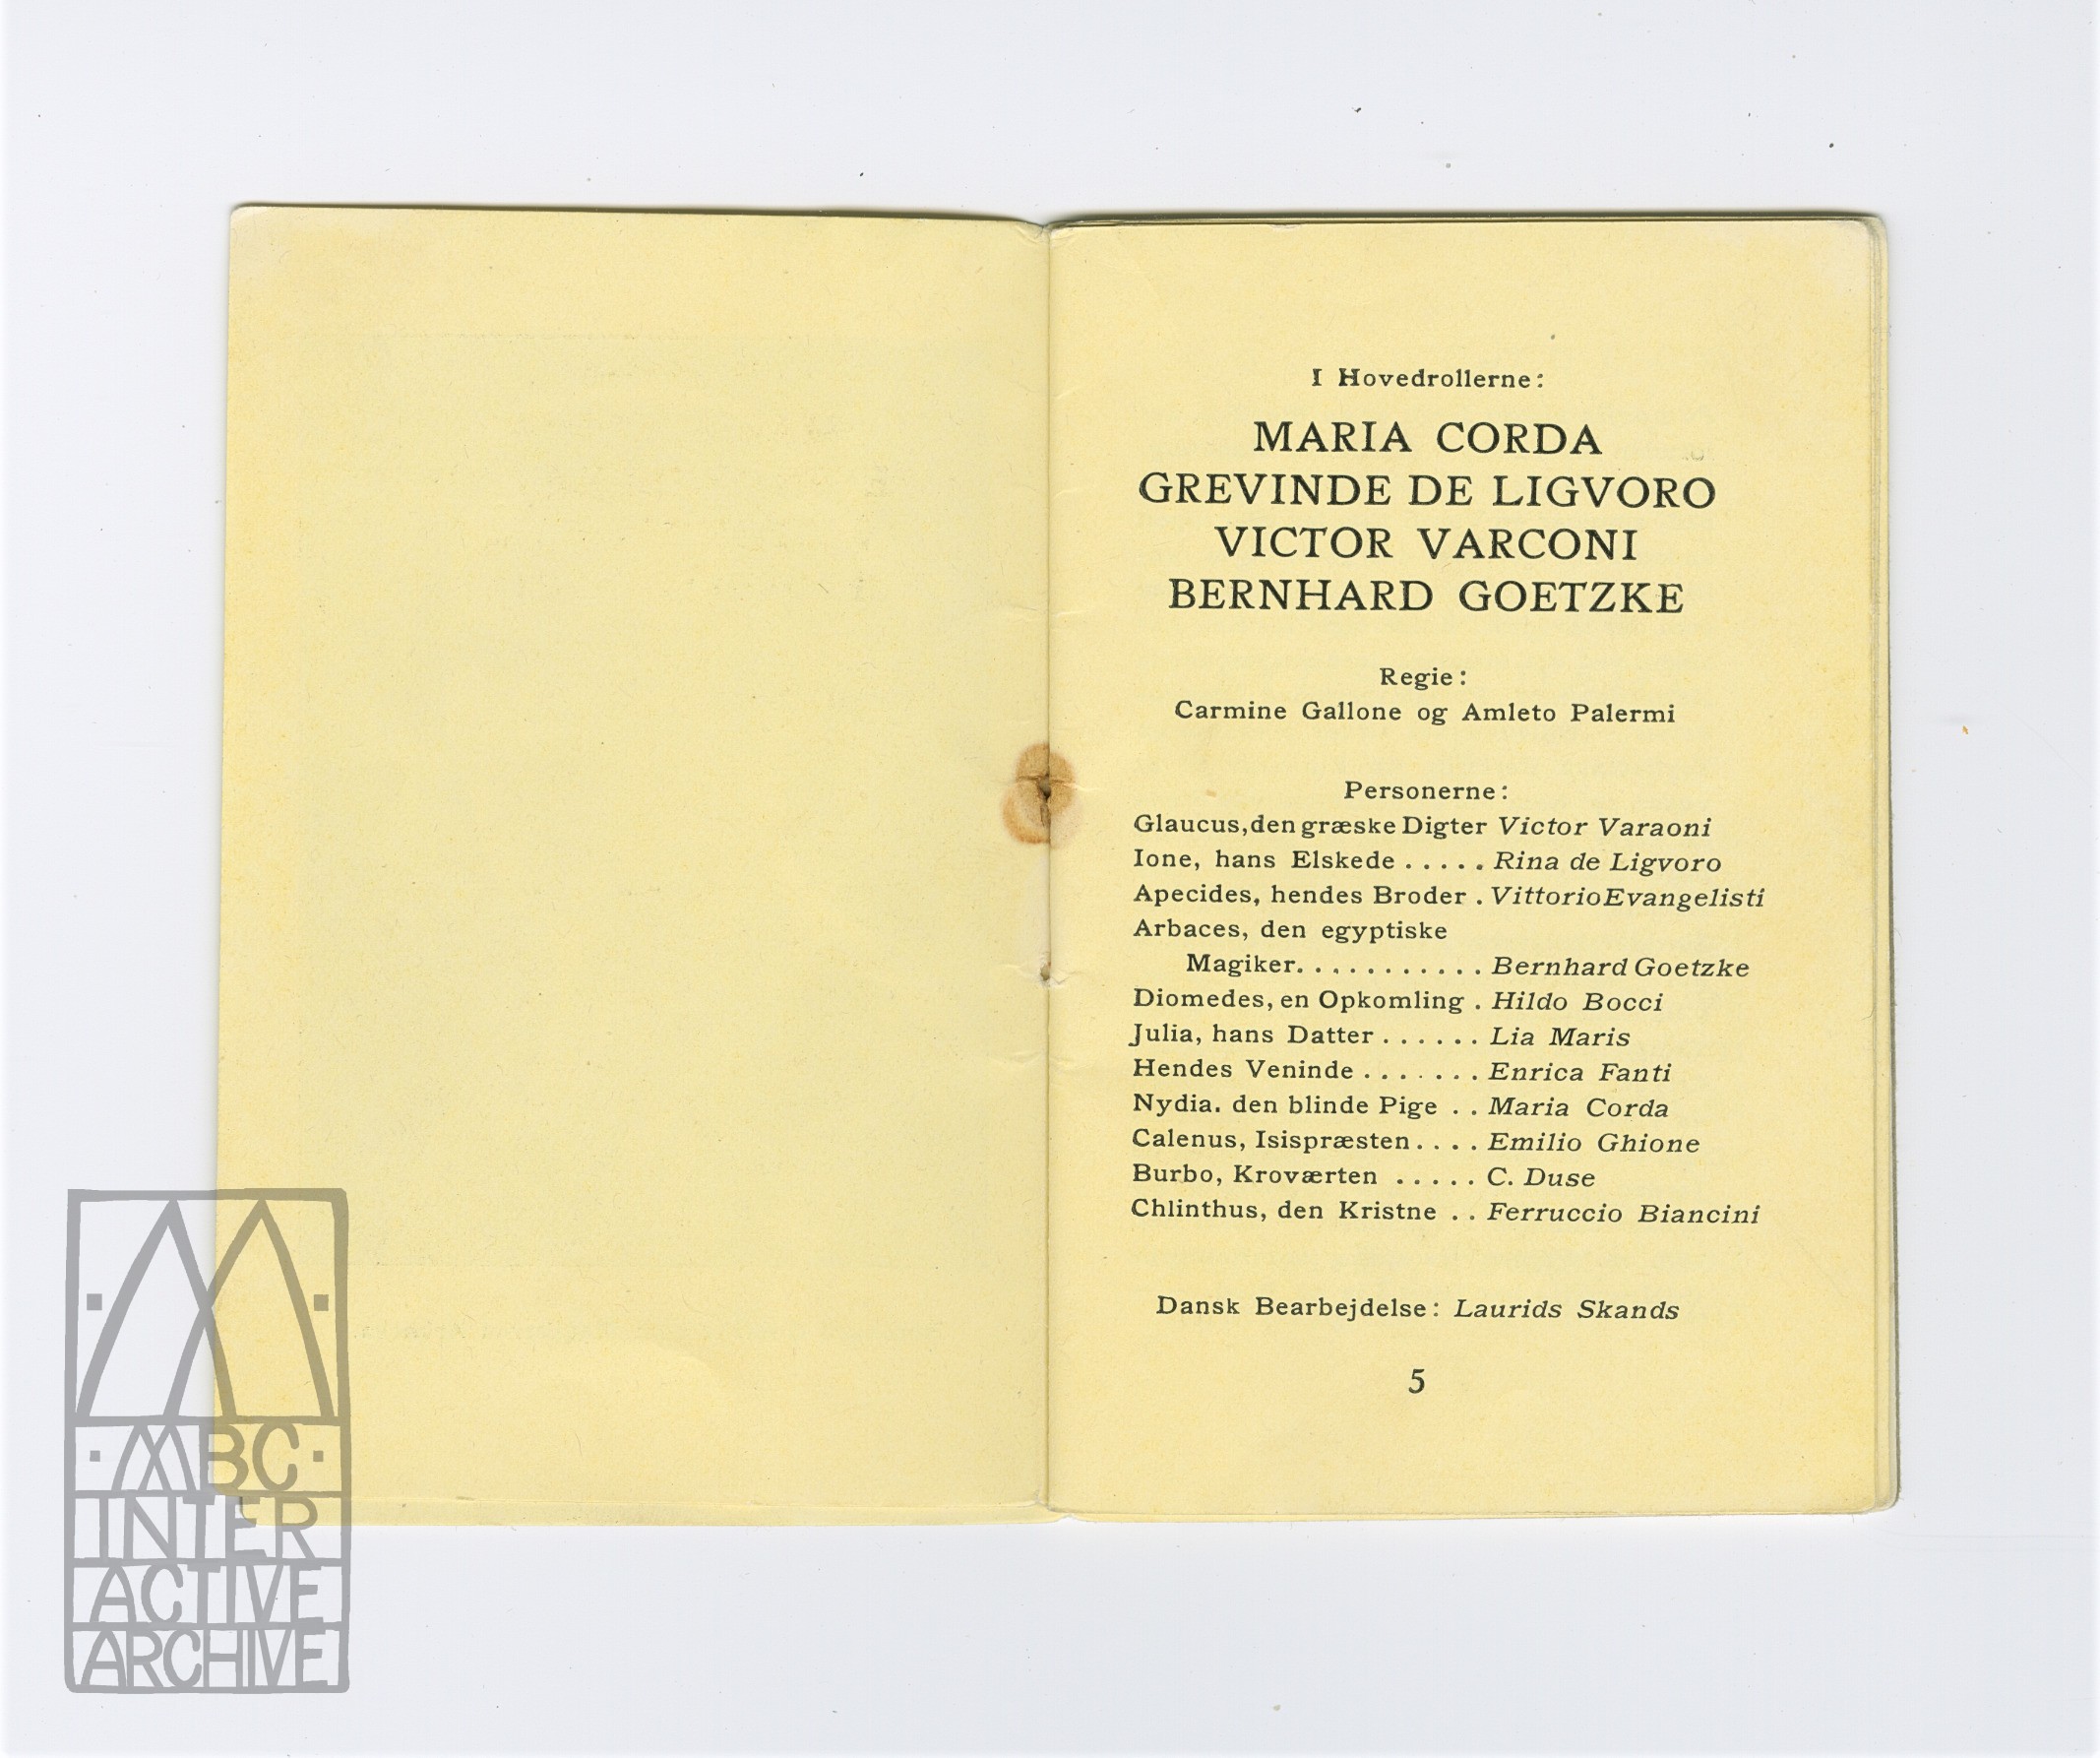 I Hovedrollerne:
MARIA CORDA
GREVINDE DE LIGVORO
VICTOR VARCONI
BERNHARD GOETZKE
Regie:
Carmine Gallone og Amleto Palermi
Personerne:
Glaucus, den græske Digter Victor Varaoni
Ione, hans Elskede ..... Rina de Ligvoro
Apecides, hendes Broder . Vittorio Evangelisti
Arbaces, den egyptiske
Magiker........... Bernhard Goetzke
Diomedes, en Opkomling . Hildo Bocci
Julia, hans Datter ...... Lia Maris
Hendes Veninde ....... Enrica Fanti
Nydia. den blinde Pige .. Maria Corda
Calenus, Isispræsten.... Emilio Ghione
Burbo, Kroværten ..... C. Duse
Chlinthus, den Kristne .. Ferruccio Biancini
Dansk Bearbejdelse: Laurids Skands
5
ABC
INTER
ACTIVE
ARCHIVE